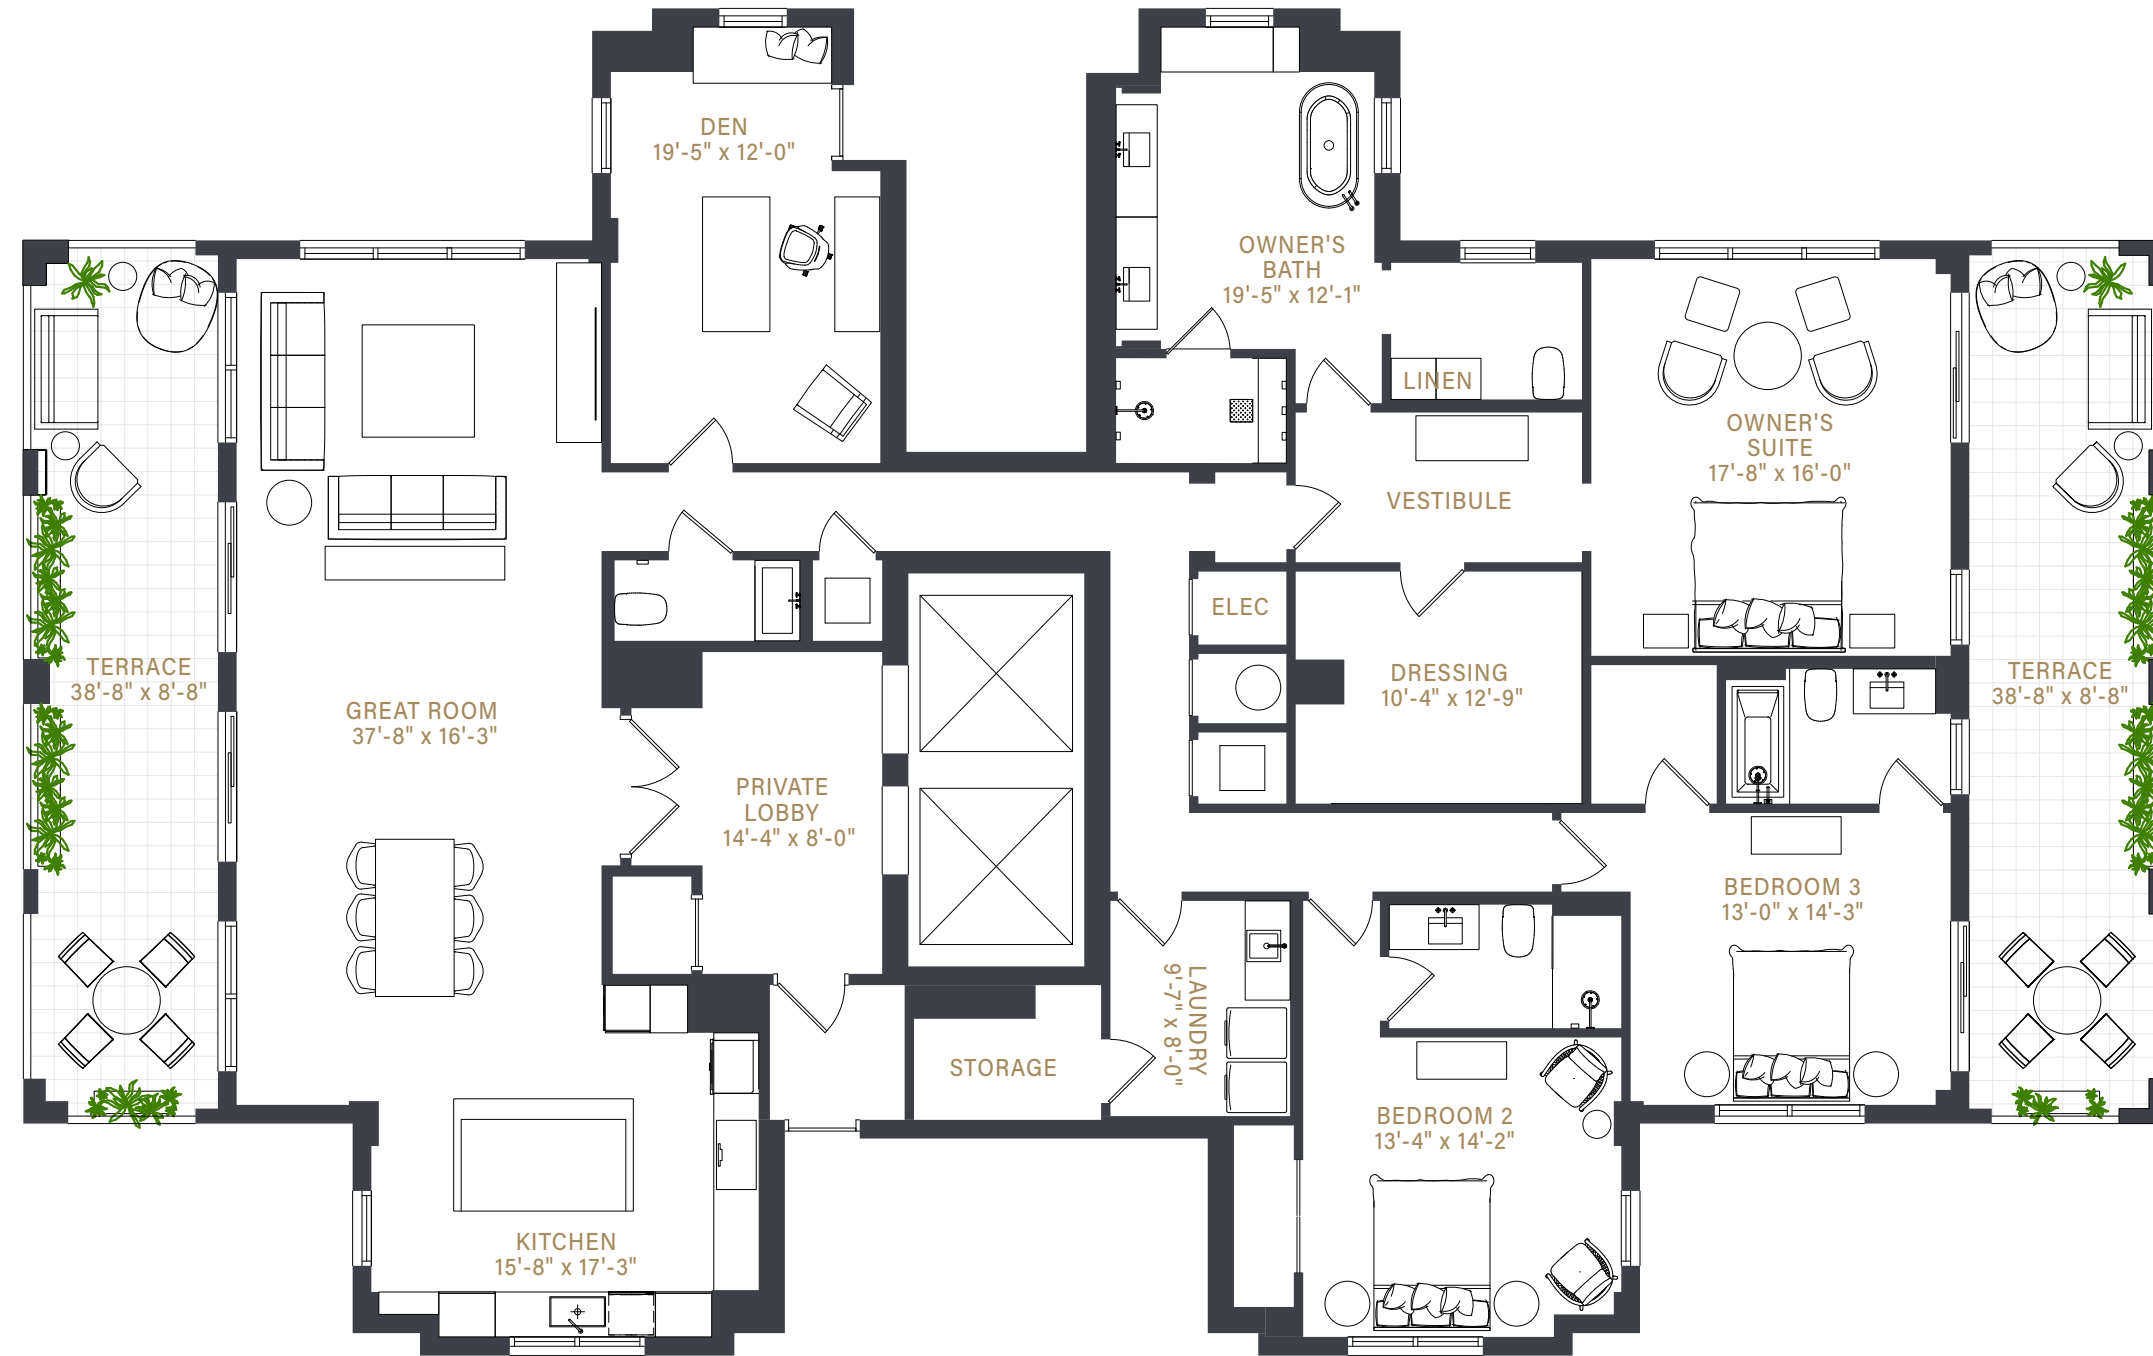 DEN
19'-5" x 12'-0"
OWNER'S
BATH
19'-5" x 12'-1"
LINEN
OWNER'S
SUITE
17'-8" x 16'-0"
VESTIBULE
ELEC
DRESSING
10'-4" x 12'-9"
TERRACE
38'-8" x 8'-8"
TERRACE
38'-8" x 8'-8"
GREAT ROOM
37'-8" x 16'-3"
PRIVATE
LOBBY
14'-4" x 8'-0"
BEDROOM 3
13'-0" x 14'-3"
LAUNDRY
9'-7" x 8'-0"
STORAGE
BEDROOM 2
13'-4" x 14'-2"
KITCHEN
15'-8" x 17'-3"